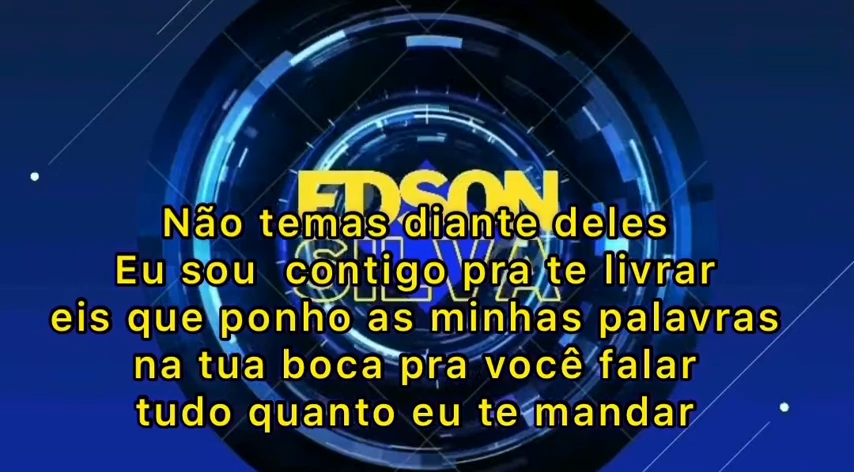 EDSON
SILVA
Não temas diante deles
Eu sou  contigo pra te livrar
eis que ponho as minhas palavras
na tua boca pra você falar
tudo quanto eu te mandar